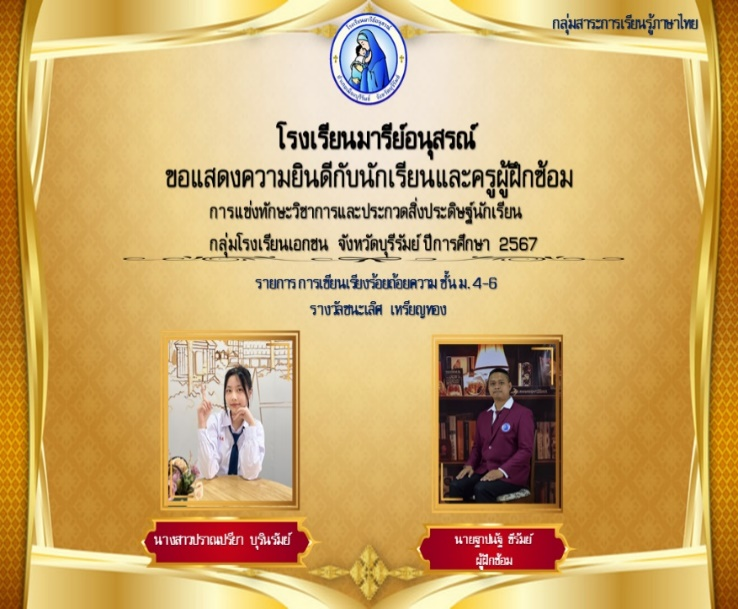 กลุ่มสาระการเรียนรู้ภาษาไทย
โรงเรียนมารีย์อนุสรณ์
โรงเรียนมารีย์อนุสรณ์
ขอแสดงความยินดีกับนักเรียนและครูผู้ฝึกซ้อม
การแข่งทักษะวิชาการและประกวดสิ่งประดิษฐ์นักเรียน
กลุ่มโรงเรียนเอกชน จังหวัดบุรีรัมย์ ปีการศึกษา 2567
รายการ การเขียนเรียงร้อยถ้อยความ ชั้น ม. 4-6
รางวัลชนะเลิศ เหรียญทอง
นางสาวปราณปรียา บุรินรัมย์
นายฐาปนัฐ ชีรัมย์
ผู้ฝึกซ้อม